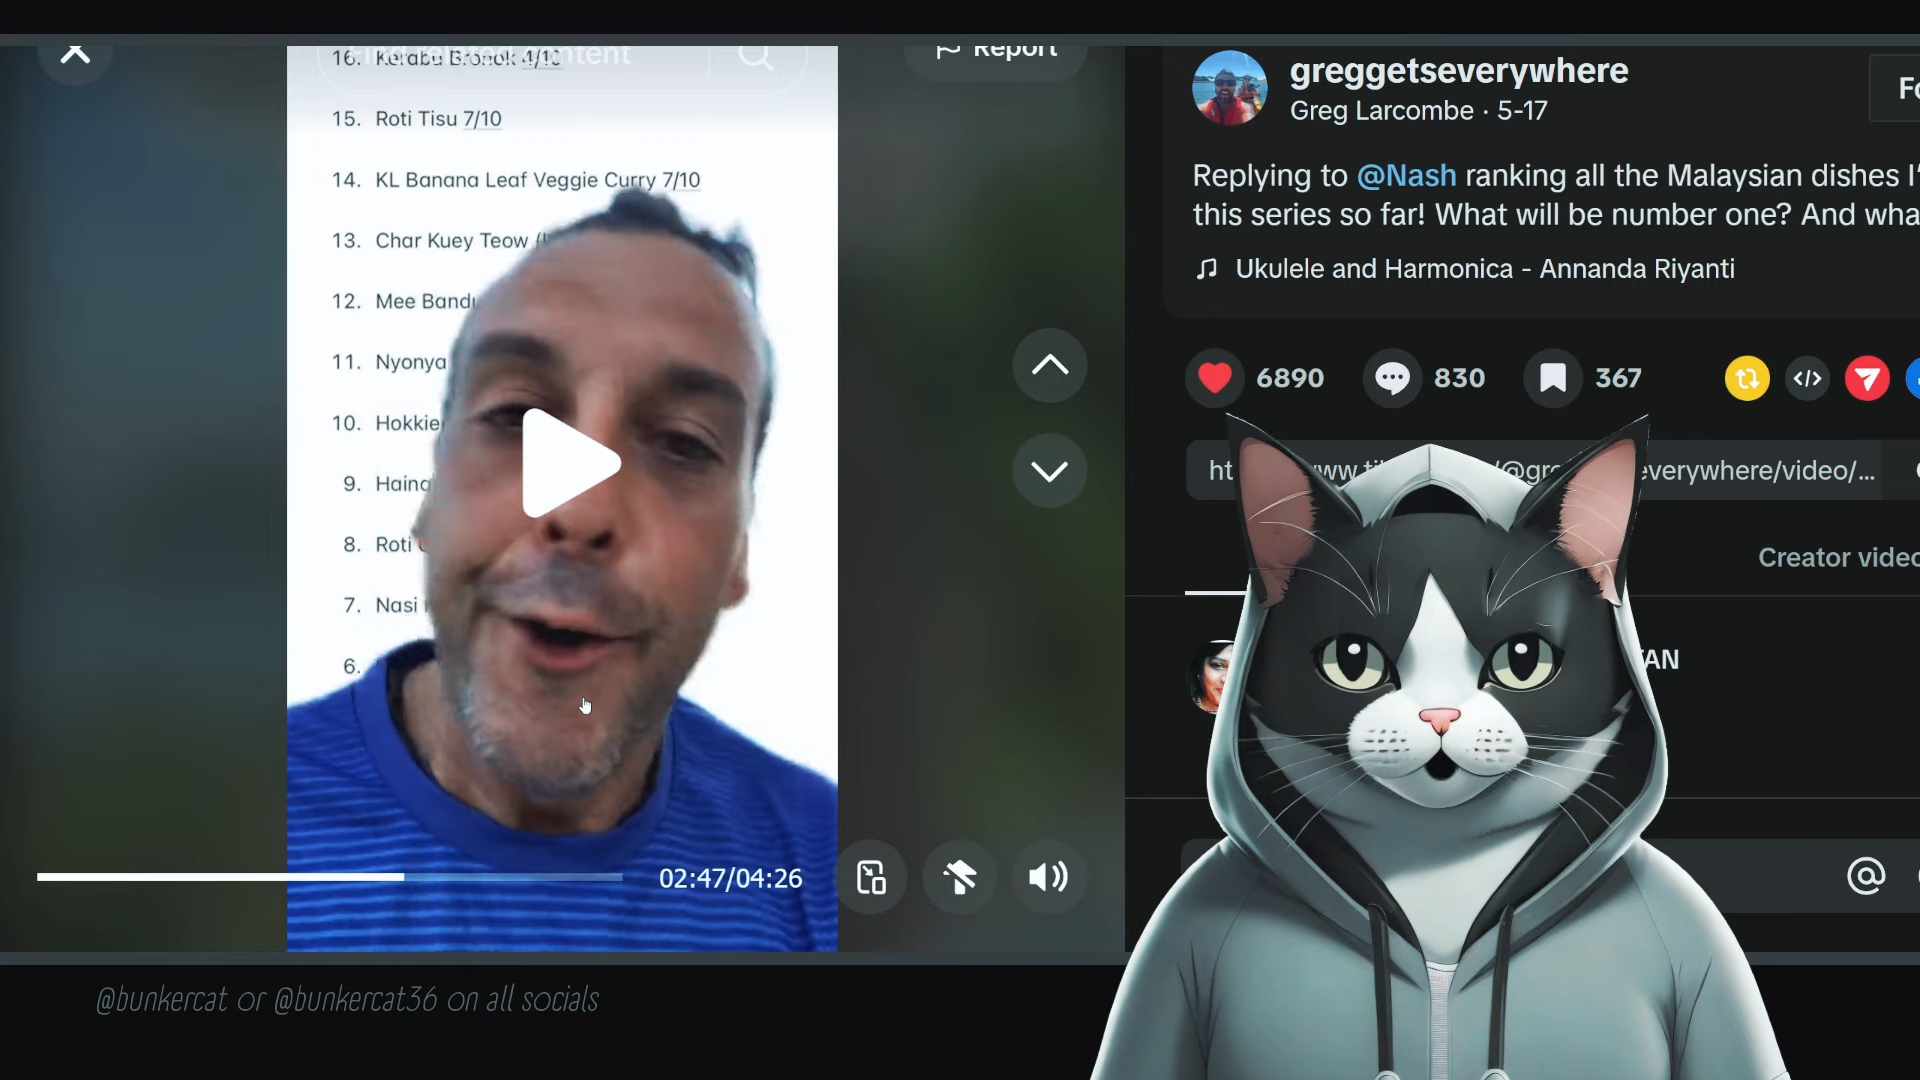 Find related content
Report
16. Kerabu Bronok 4/10
15. Roti Tisu 7/10
14. KL Banana Leaf Veggie Curry 7/10
13. Char Kuey Teow
12. Mee Band
11. Nyonya
10. Hokkie
9. Haina
8. Roti
7. Nasi
6.
02:47/04:26
greggetseverywhere
Greg Larcombe · 5-17
Fo
Replying to @Nash ranking all the Malaysian dishes I'
this series so far! What will be number one? And wha
Ukulele and Harmonica - Annanda Riyanti
6890
830
367
everywhere/video/...
Creator video
@bunkercat or @bunkercat36 on all socials